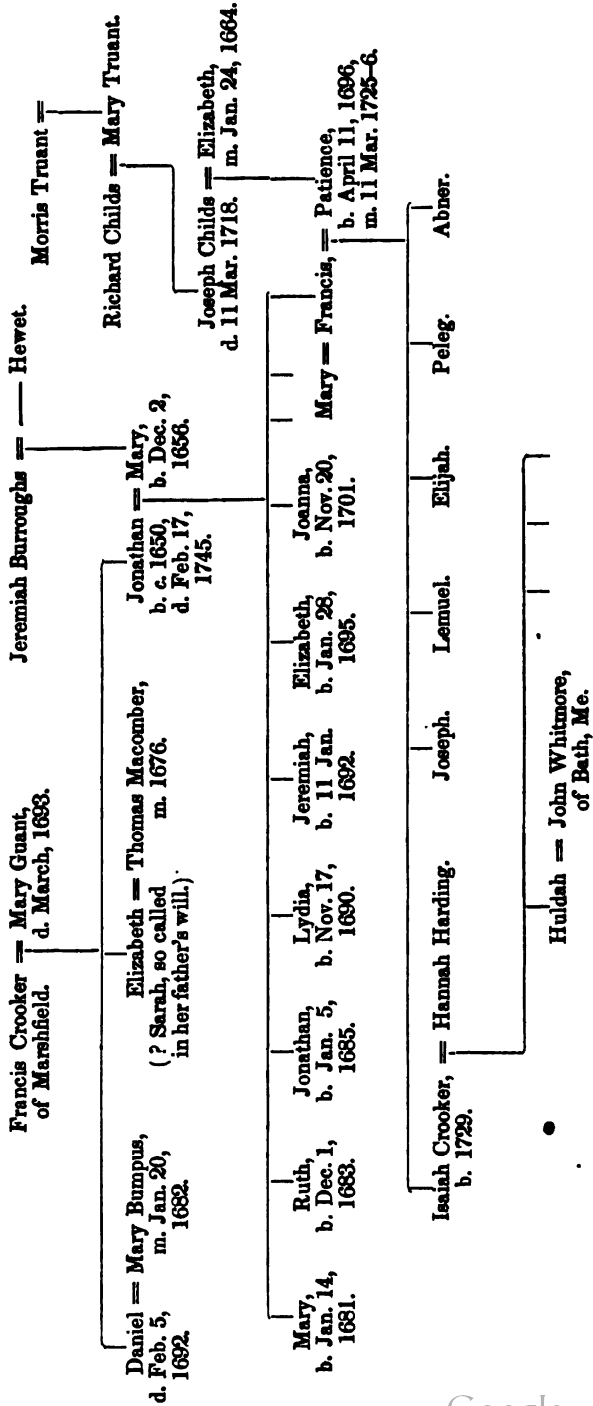 Francis Crooker = Mary Guant,
of Marshfield.
d. March, 1693.
Jeremiah Burroughs = —— Hewet.
Morris Truant =
Richard Childs = Mary Truant.
Daniel = Mary Bumpus,
d. Feb. 5,
1692.
m. Jan. 20,
1682.
Elizabeth = Thomas Macomber,
m. 1676.
(? Sarah, so called
in her father's will.)
Jonathan = Mary,
b. c. 1650,
d. Feb. 17,
1745.
b. Dec. 2,
1656.
Joseph Childs = Elizabeth,
d. 11 Mar. 1718.
m. Jan. 24, 1664.
Mary,
b. Jan. 14,
1681.
Ruth,
b. Dec. 1,
1683.
Jonathan,
b. Jan. 5,
1685.
Lydia,
b. Nov. 17,
1690.
Jeremiah,
b. 11 Jan.
1692.
Elizabeth,
b. Jan. 28,
1695.
Joanna,
b. Nov. 20,
1701.
Mary = Francis, = Patience,
b. April 11, 1696,
m. 11 Mar. 1725–6.
Isaiah Crooker, = Hannah Harding.
b. 1729.
Joseph.
Lemuel.
Elijah.
Peleg.
Abner.
Huldah = John Whitmore,
of Bath, Me.
Google